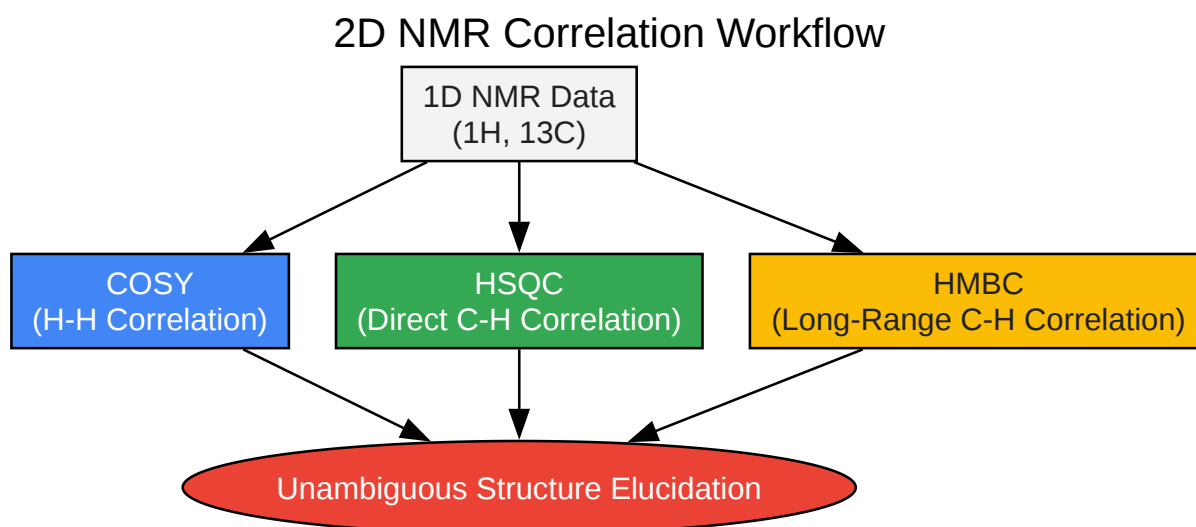 2D NMR Correlation Workflow
1D NMR Data
(1H, 13C)
COSY
(H-H Correlation)
HSQC
(Direct C-H Correlation)
HMBC
(Long-Range C-H Correlation)
Unambiguous Structure Elucidation